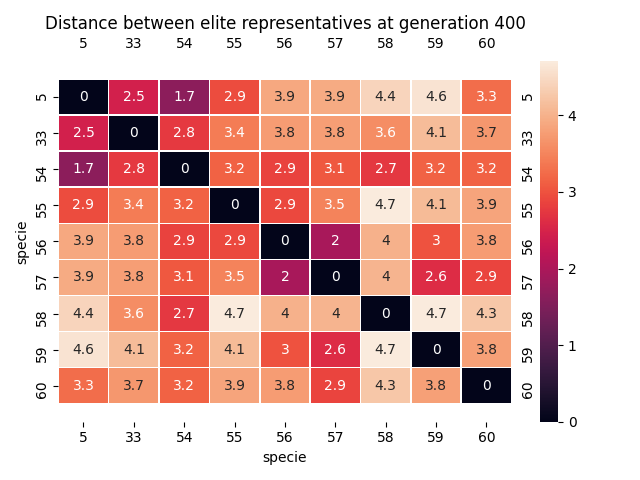 Distance between elite representatives at generation 400
5 33 54 55 56 57 58 59 60
5 0 2.5 1.7 2.9 3.9 3.9 4.4 4.6 3.3 5
33 2.5 0 2.8 3.4 3.8 3.8 3.6 4.1 3.7 33
54 1.7 2.8 0 3.2 2.9 3.1 2.7 3.2 3.2 54
55 2.9 3.4 3.2 0 2.9 3.5 4.7 4.1 3.9 55
56 3.9 3.8 2.9 2.9 0 2 4 3 3.8 56
57 3.9 3.8 3.1 3.5 2 0 4 2.6 2.9 57
58 4.4 3.6 2.7 4.7 4 4 0 4.7 4.3 58
59 4.6 4.1 3.2 4.1 3 2.6 4.7 0 3.8 59
60 3.3 3.7 3.2 3.9 3.8 2.9 4.3 3.8 0 60
5 33 54 55 56 57 58 59 60
specie
specie
4
3
2
1
0